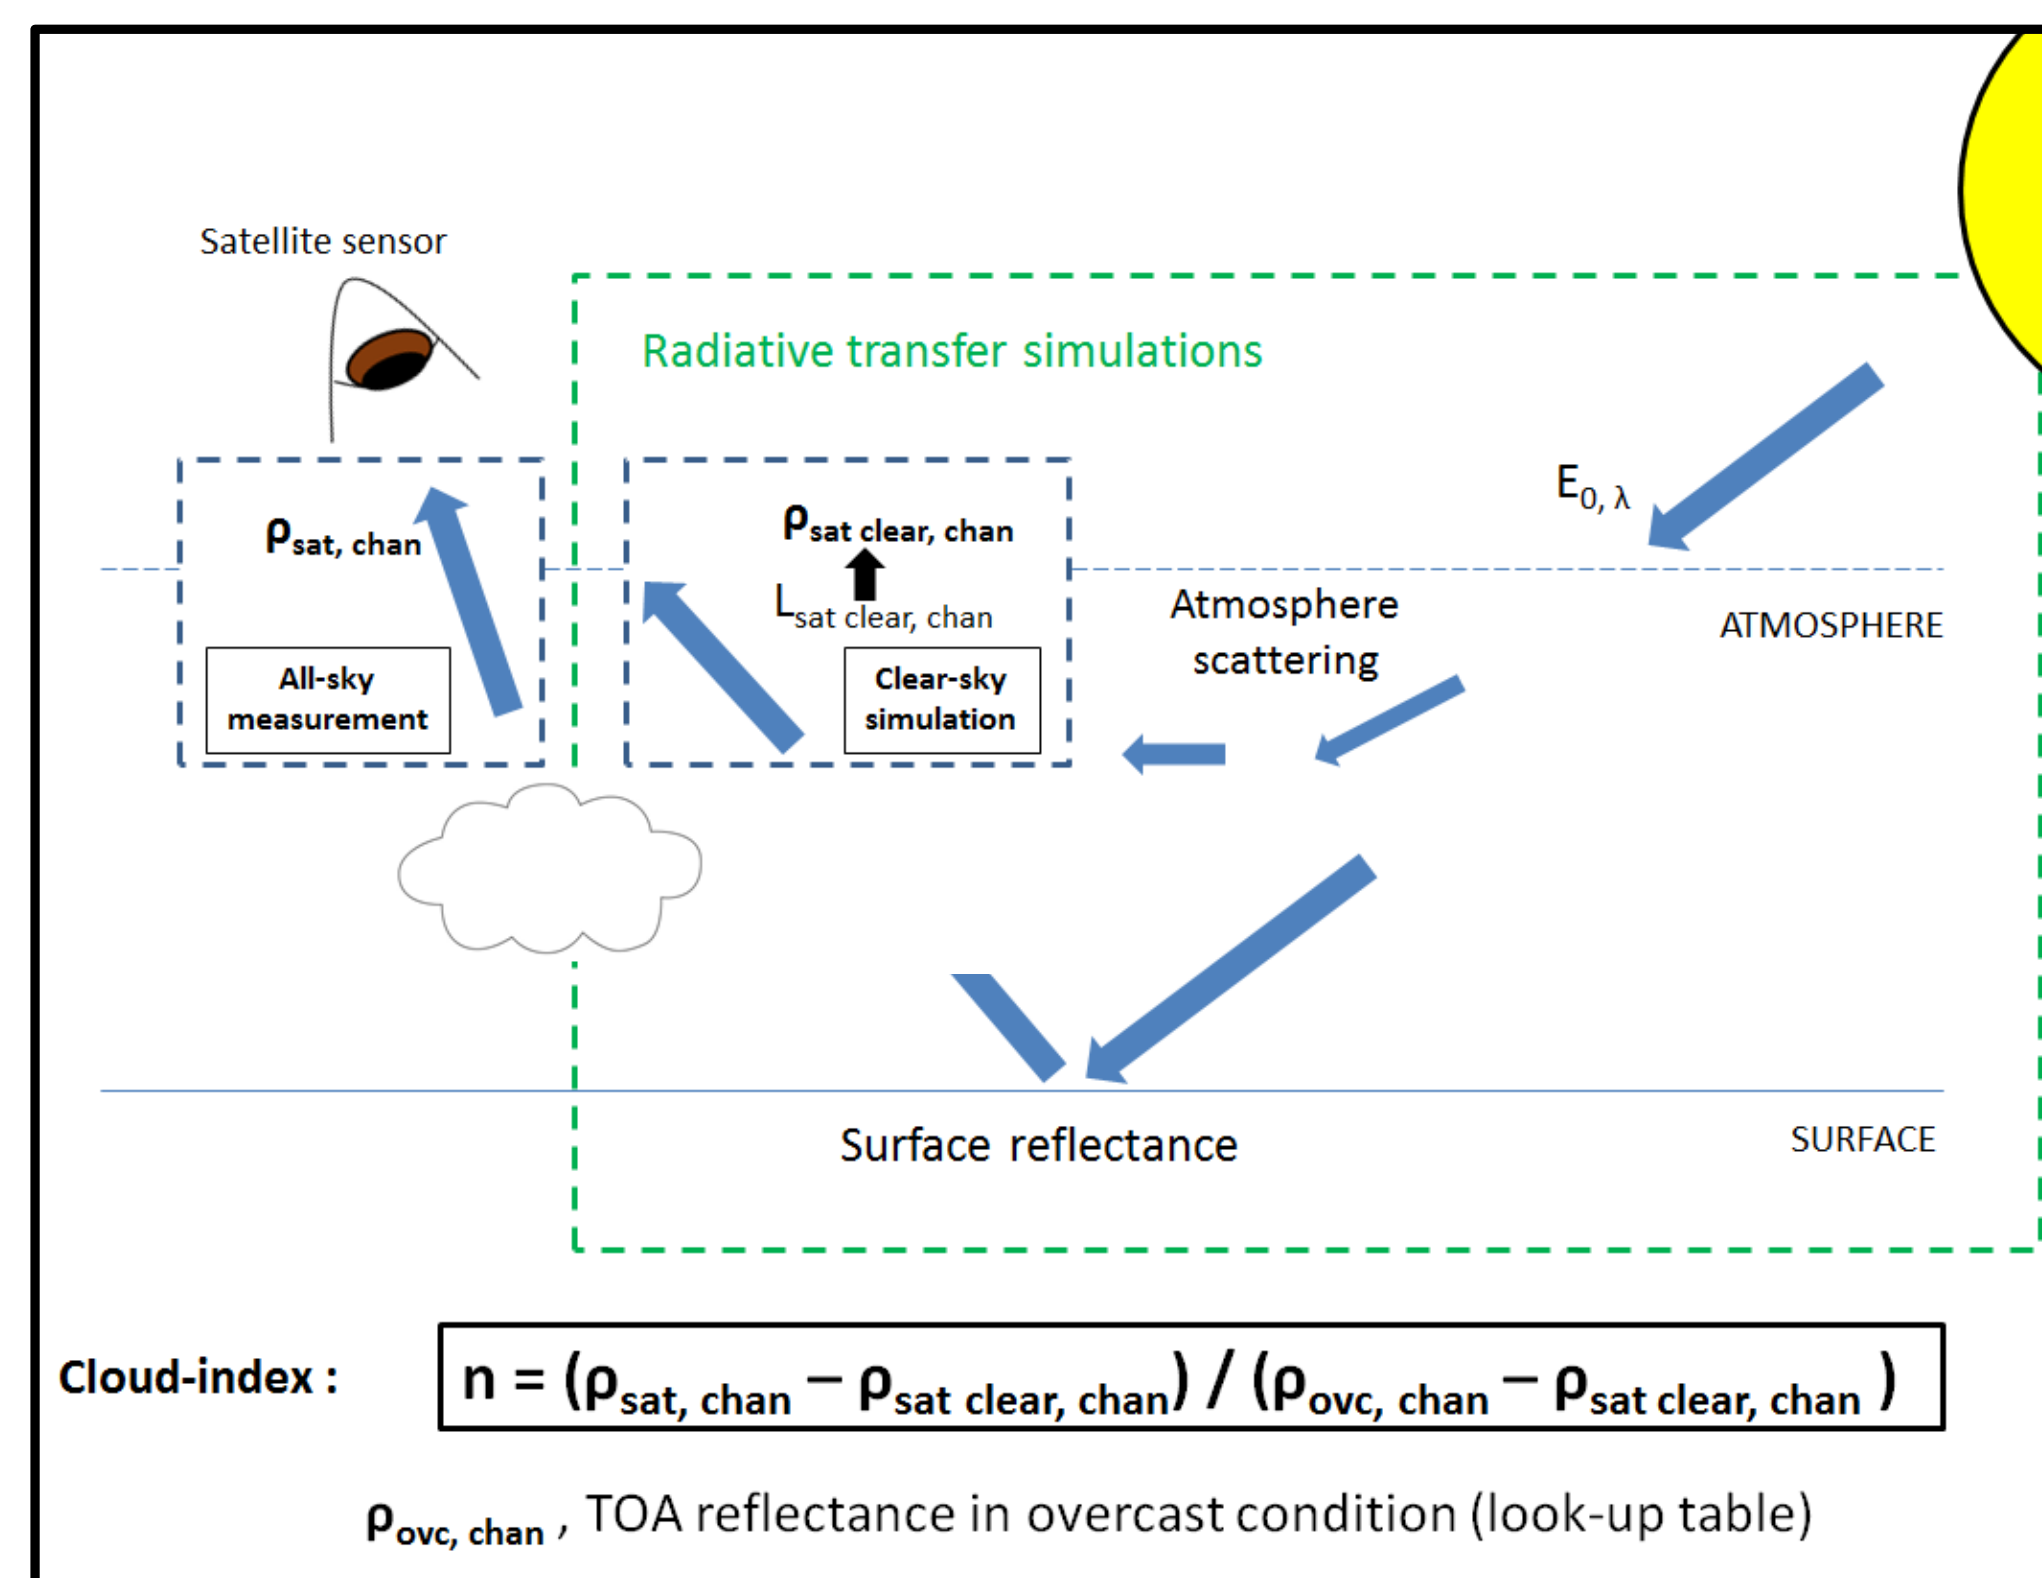 Satellite sensor
Radiative transfer simulations
E0, λ
ρsat, chan
ρsat clear, chan
Lsat clear, chan
All-sky
measurement
Clear-sky
simulation
Atmosphere
scattering
ATMOSPHERE
Surface reflectance
SURFACE
Cloud-index :
n = (ρsat, chan – ρsat clear, chan) / (ρovc, chan – ρsat clear, chan )
ρovc, chan , TOA reflectance in overcast condition (look-up table)